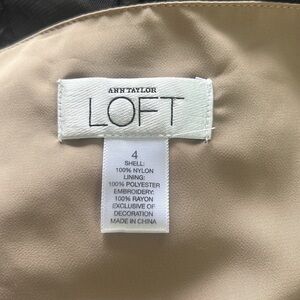 ANN TAYLOR
LOFT
4
SHELL:
100% NYLON
LINING:
100% POLYESTER
EMBROIDERY:
100% RAYON
EXCLUSIVE OF
DECORATION
MADE IN CHINA